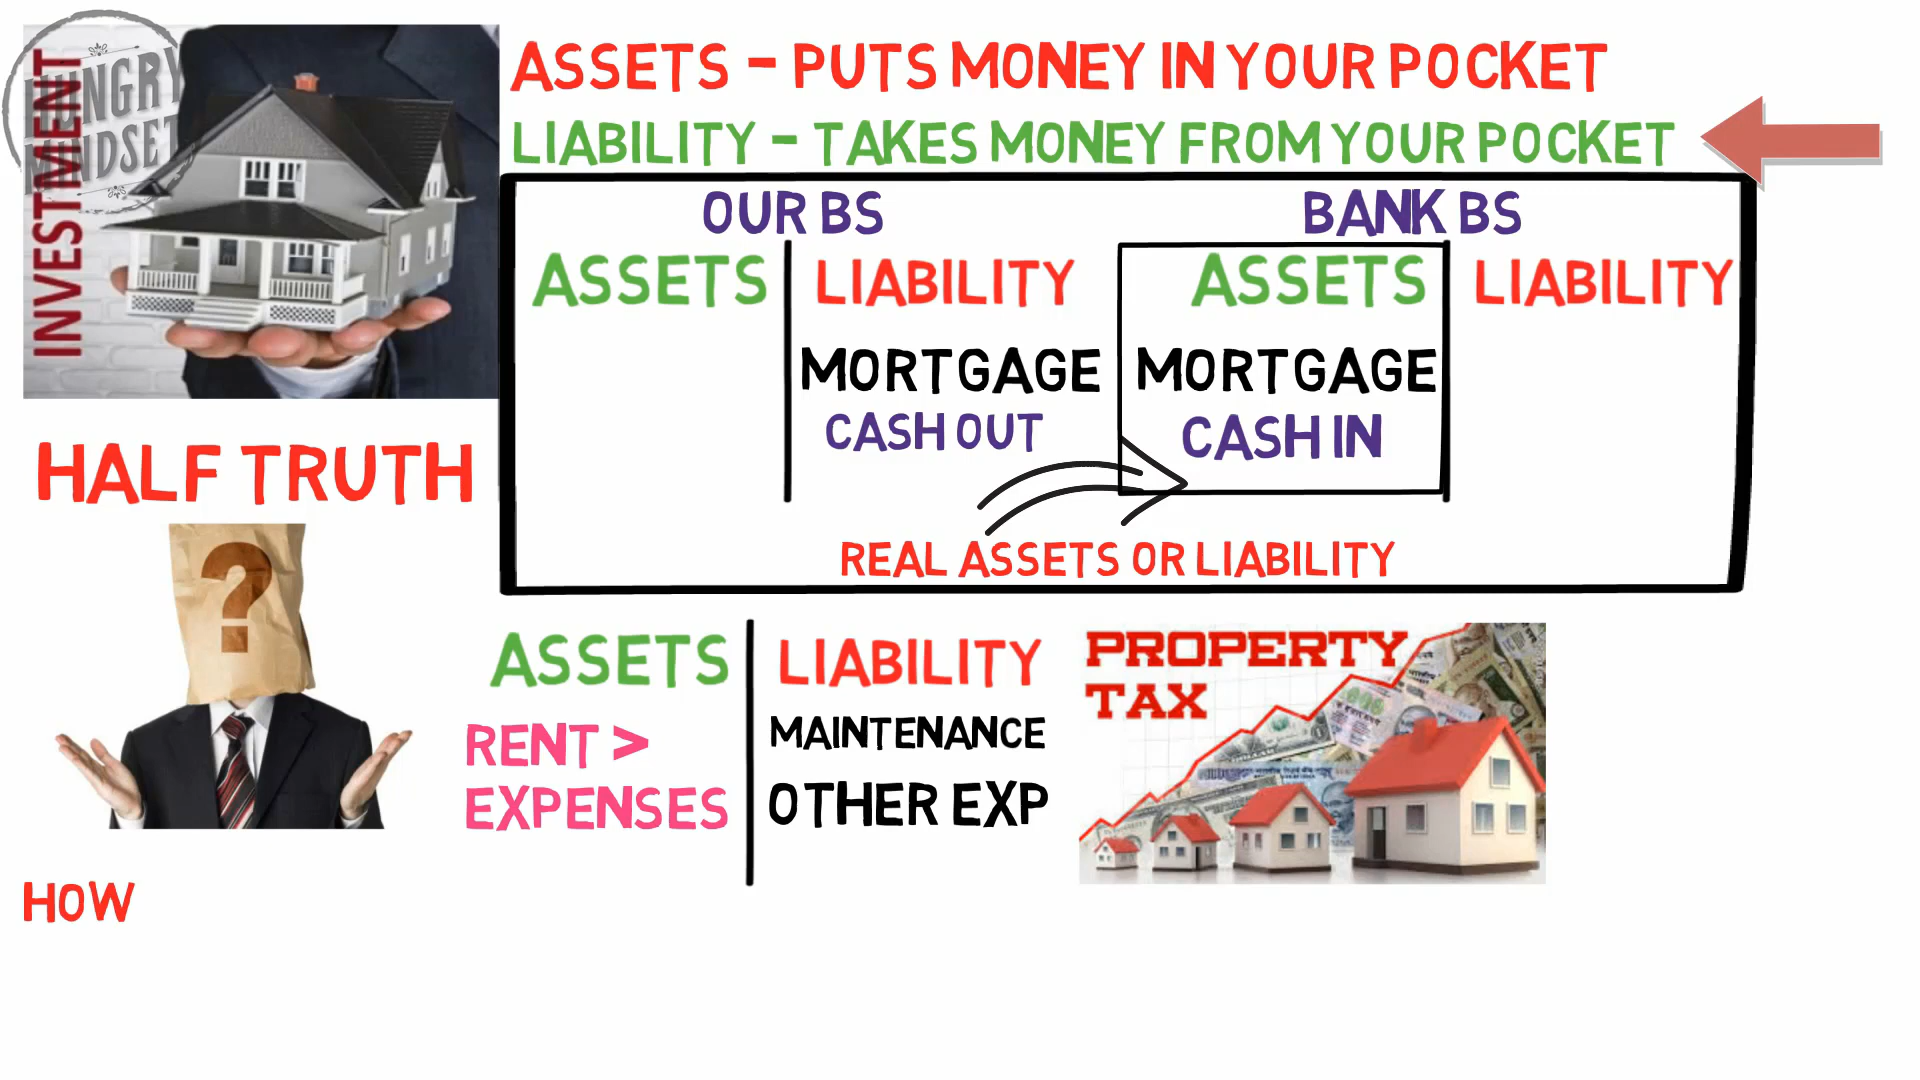 HUNGRY
MINDSET
INVESTMENT
ASSETS - PUTS MONEY IN YOUR POCKET
LIABILITY - TAKES MONEY FROM YOUR POCKET
OUR BS
BANK BS
ASSETS
LIABILITY
ASSETS
LIABILITY
MORTGAGE
MORTGAGE
CASH OUT
CASH IN
REAL ASSETS OR LIABILITY
HALF TRUTH
?
ASSETS
LIABILITY
RENT >
EXPENSES
MAINTENANCE
OTHER EXP
PROPERTY
TAX
HOW